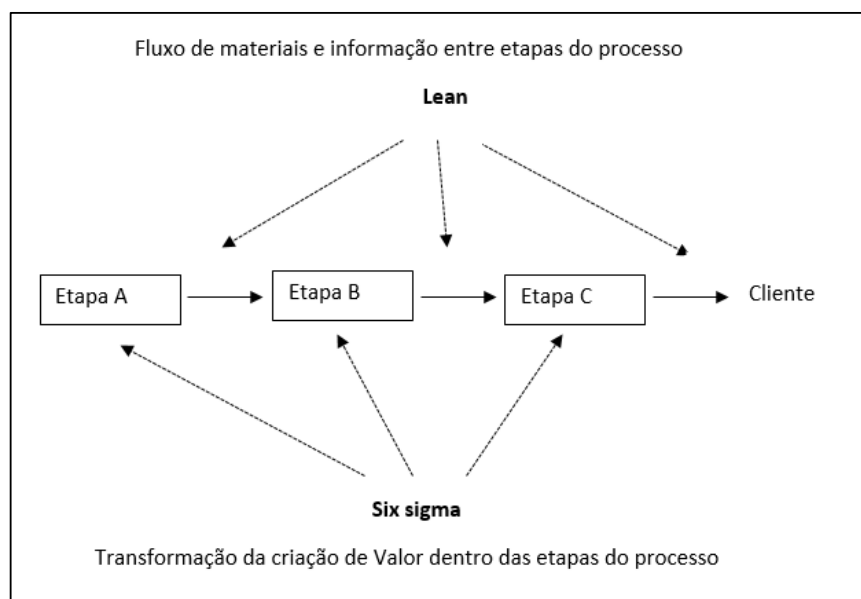 Fluxo de materiais e informação entre etapas do processo
Lean
Etapa A
Etapa B
Etapa C
Cliente
Six sigma
Transformação da criação de Valor dentro das etapas do processo